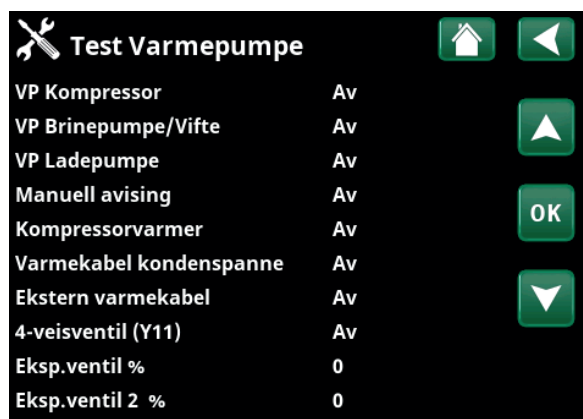 Test Varmepumpe
VP Kompressor Av
VP Brinepumpe/Vifte Av
VP Ladepumpe Av
Manuell avising Av
Kompressorvarmer Av
OK
Varmekabel kondenspanne Av
Ekstern varmekabel Av
4-veisventil (Y11) Av
Eksp.ventil % 0
Eksp.ventil 2 % 0